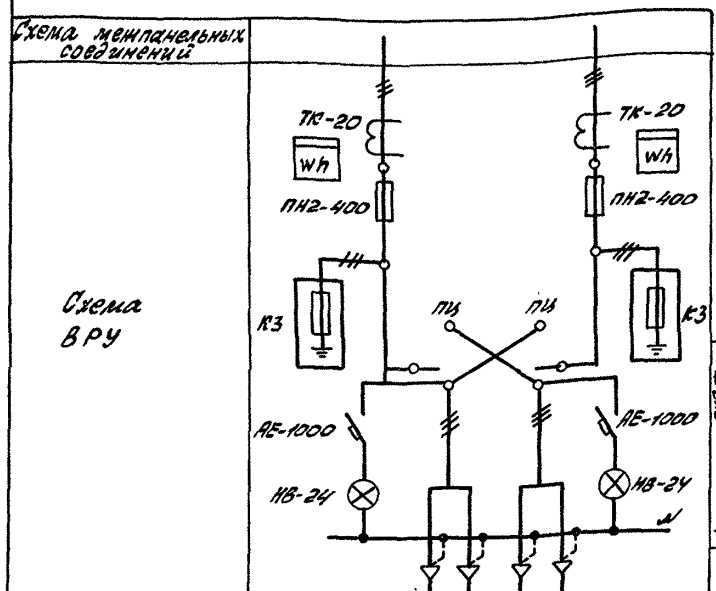 Схема межпанельных
соединений
ТК-20
ТК-20
Wh
Wh
ПН2-400
ПН2-400
Схема
ВРУ
КЗ
ПЦ
ПЦ
КЗ
АЕ-1000
АЕ-1000
НВ-24
НВ-24
N